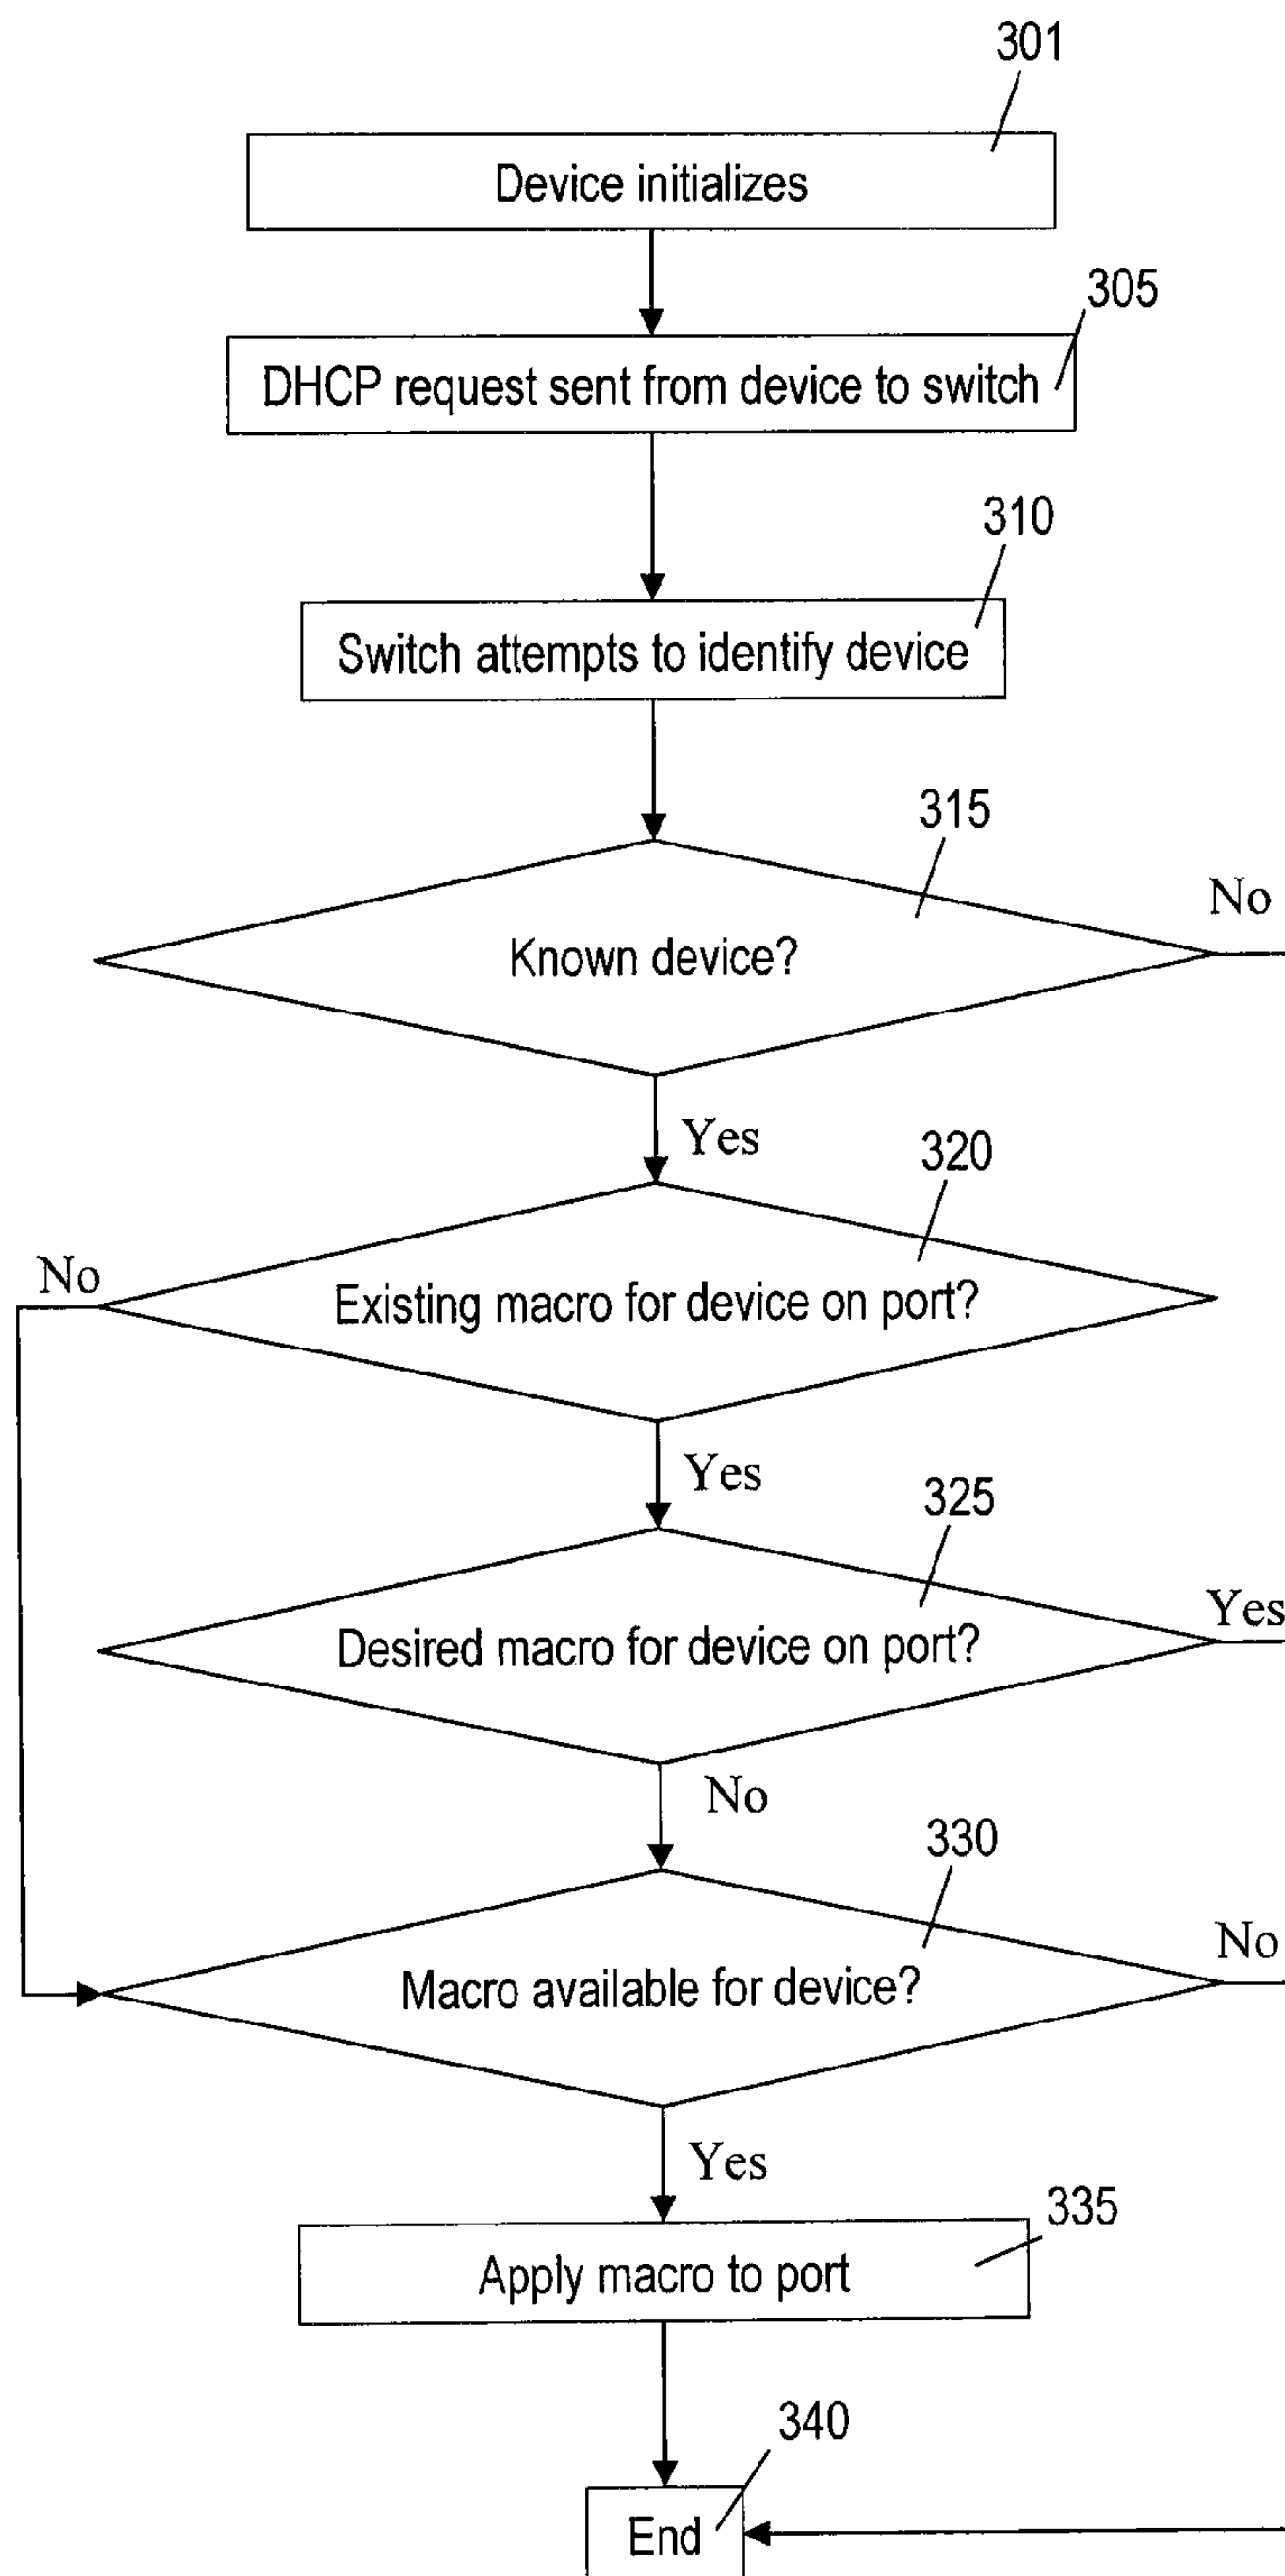 301
Device initializes
305
DHCP request sent from device to switch
310
Switch attempts to identify device
315
No
Known device?
Yes
320
No
Existing macro for device on port?
Yes
325
Yes
Desired macro for device on port?
No
330
No
Macro available for device?
Yes
335
Apply macro to port
340
End